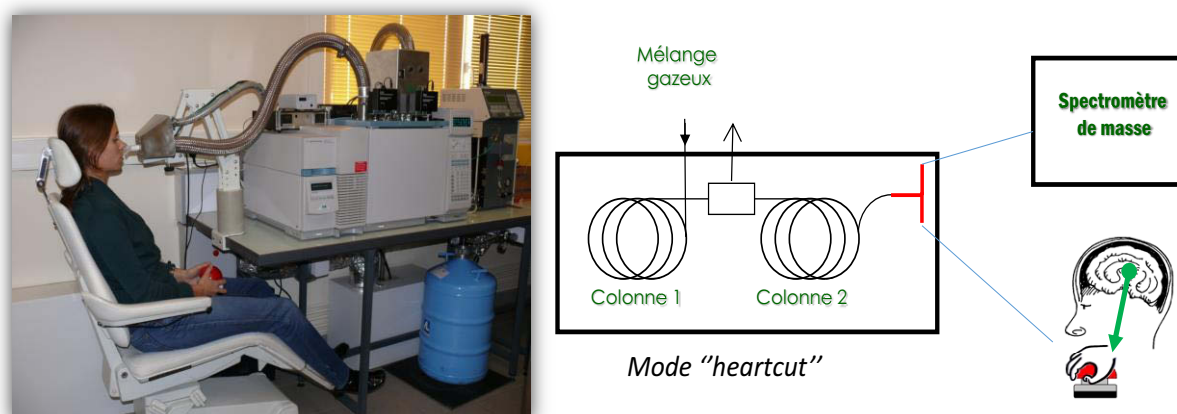 Mélange
gazeux
Spectromètre
de masse
Colonne 1
Colonne 2
Mode ‘’heartcut’’